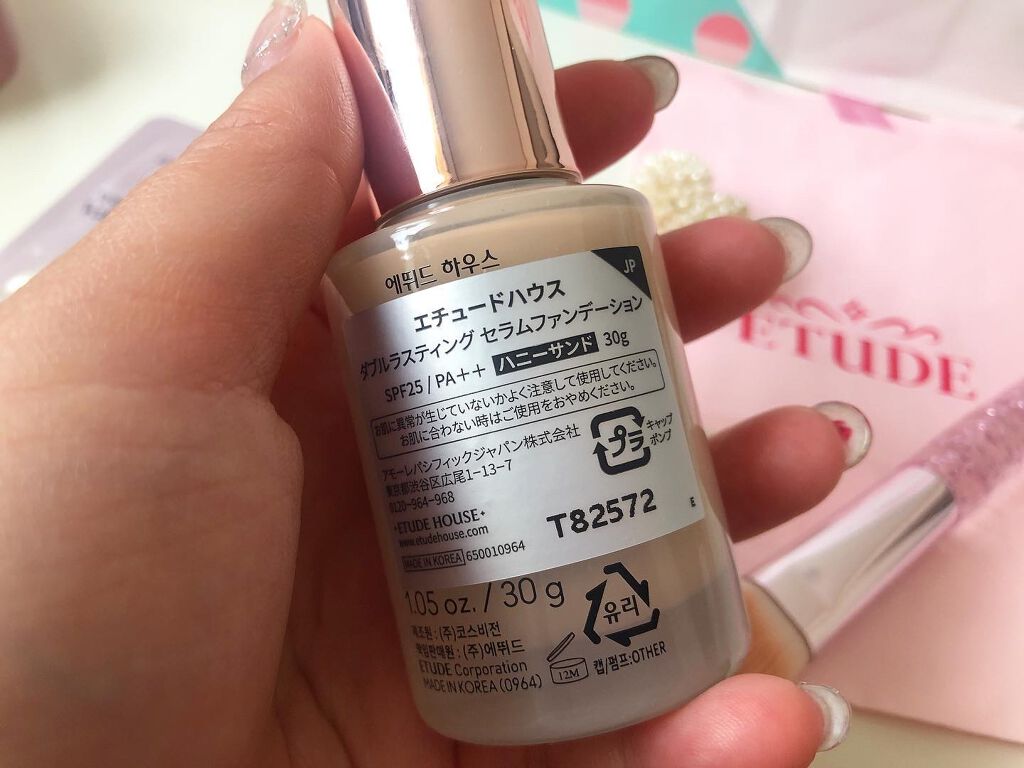 에뛰드 하우스
JP
エチュードハウス
ダブルラスティング セラムファンデーション
SPF25 / PA++ ハニーサンド 30g
お肌に異常が生じていないかよく注意して使用してください。
お肌に合わない時はご使用をおやめください。
アモーレパシフィックジャパン株式会社
東京都渋谷区広尾1-13-7
0120-964-968
プラ
キャップ
ポンプ
ETUDE HOUSE
www.etudehouse.com
T82572
E
MADE IN KOREA 650010964
1.05 oz. / 30 g
유리
제조원 : (주)코스비전
책임판매원 : (주)에뛰드
ETUDE Corporation
MADE IN KOREA (0964)
12M
캡/펌프:OTHER
ETUDE